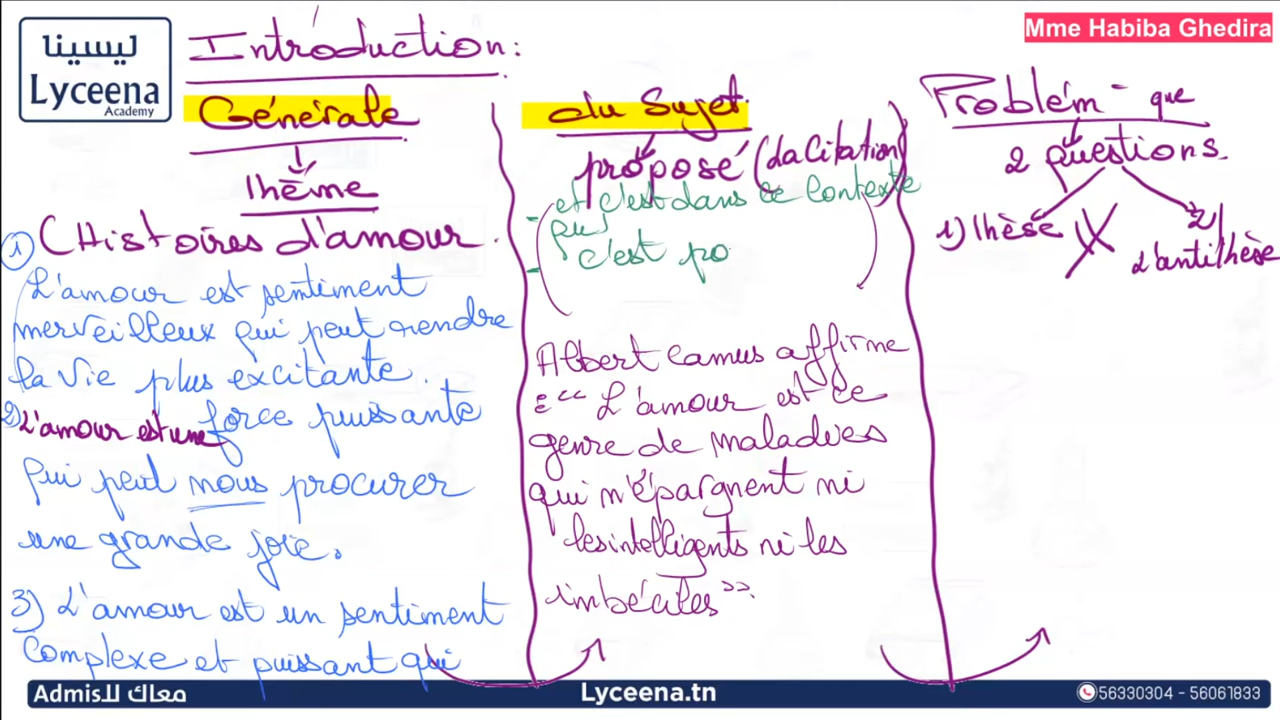 ليسينا
Lyceena
Academy
Mme Habiba Ghedira
Introduction:
Générale
Thème
(Histoires d'amour.
1) L'amour est sentiment
merveilleux qui peut rendre
la vie plus excitante.
2) L'amour est une force puissante
qui peut nous procurer
une grande joie.
3) L'amour est un sentiment
complexe et puissant qui
du Sujet
proposé (la Citation)
- et c'est dans ce contexte
que
- c'est po
Albert Camus affirme
: "L'amour est ce
genre de maladies
qui n'épargnent ni
les intelligents ni les
imbéciles".
Problém - que
2 questions.
1) Thèse
2) L'antithèse
معاك للـ Admis
Lyceena.tn
56330304 - 56061833